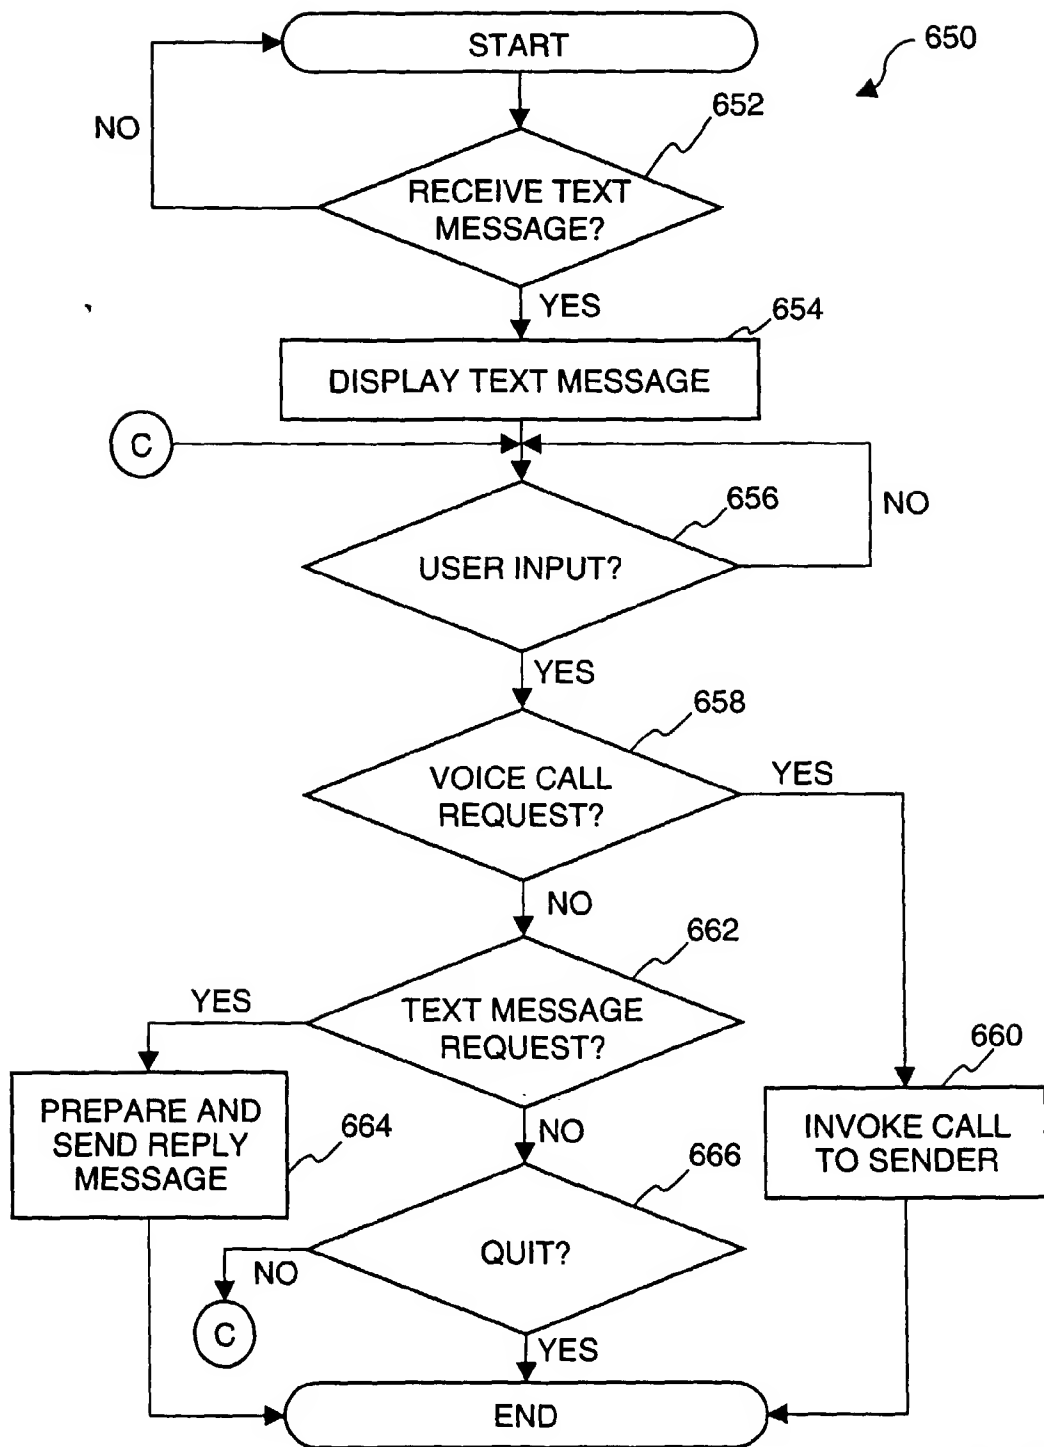 START
650
NO
652
RECEIVE TEXT
MESSAGE?
YES
654
DISPLAY TEXT MESSAGE
C
656
NO
USER INPUT?
YES
658
VOICE CALL
REQUEST?
YES
NO
662
YES
TEXT MESSAGE
REQUEST?
660
PREPARE AND
SEND REPLY
MESSAGE
664
NO
INVOKE CALL
TO SENDER
666
QUIT?
NO
C
YES
END